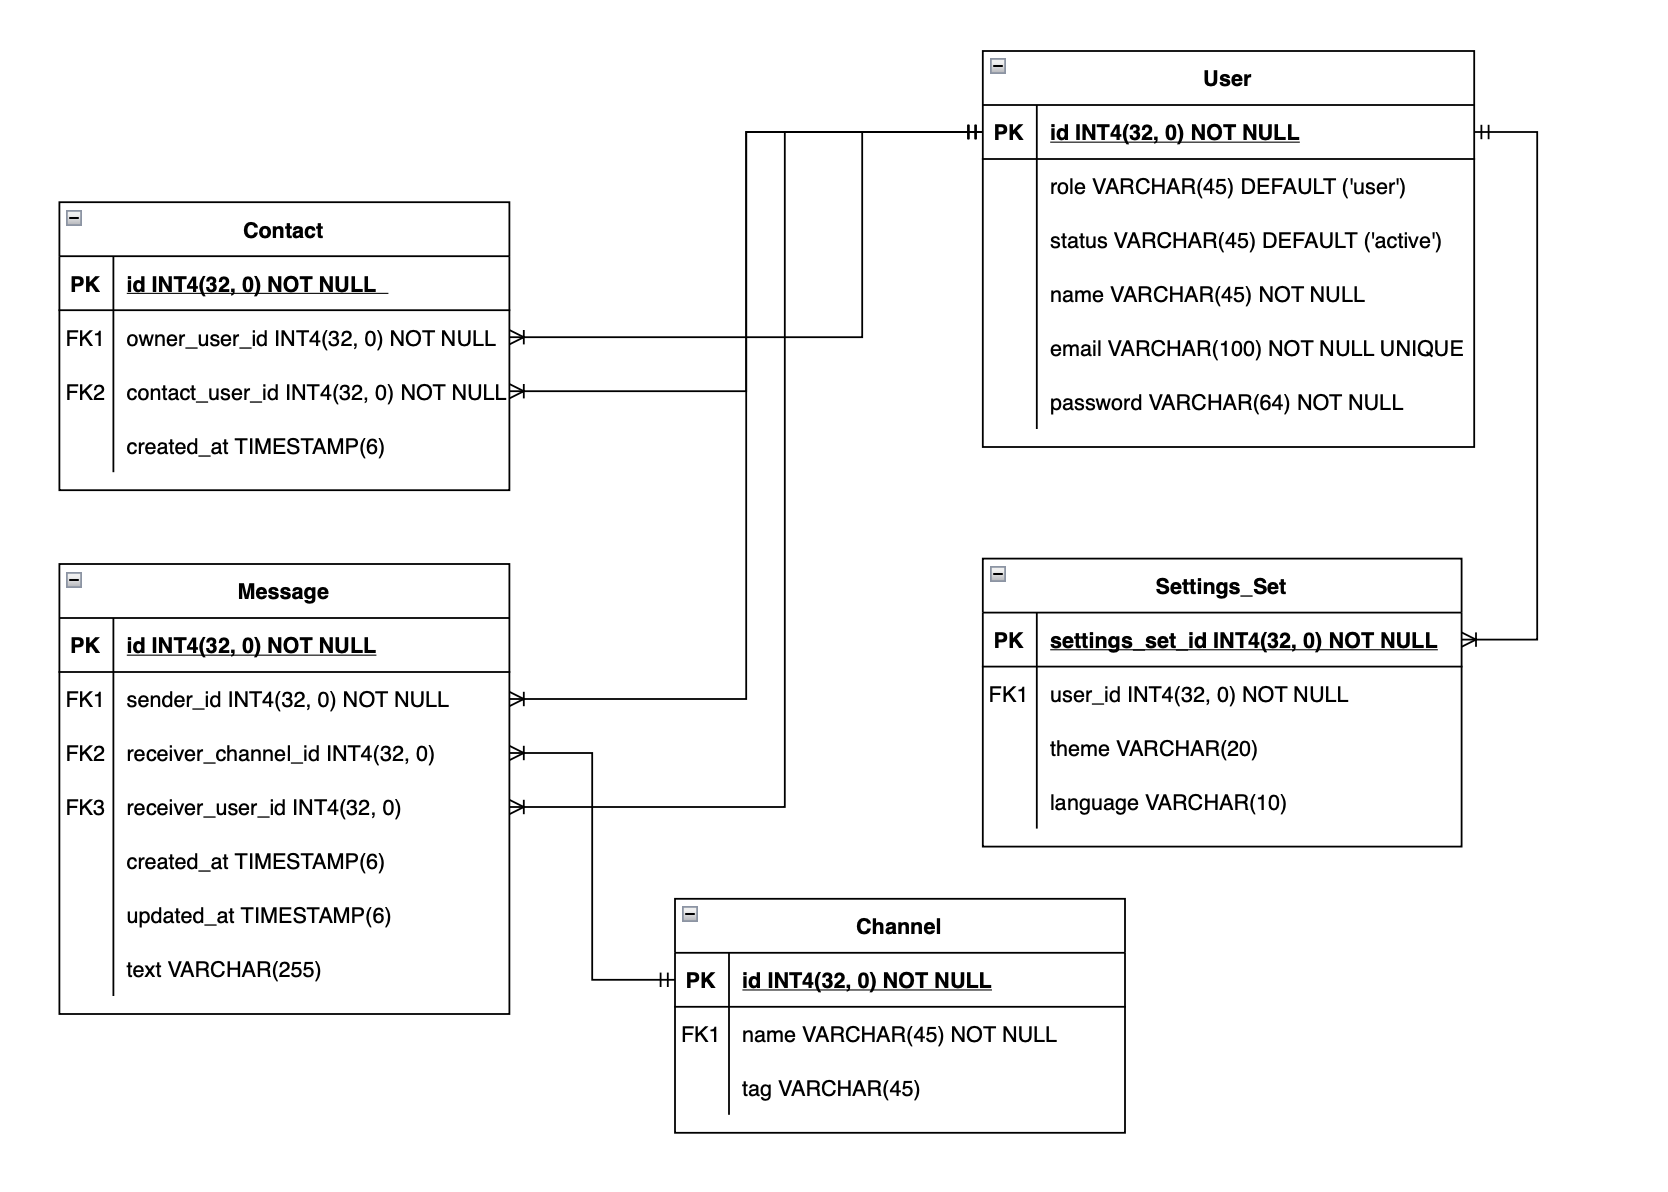 User
PK id INT4(32, 0) NOT NULL
role VARCHAR(45) DEFAULT ('user')
status VARCHAR(45) DEFAULT ('active')
name VARCHAR(45) NOT NULL
email VARCHAR(100) NOT NULL UNIQUE
password VARCHAR(64) NOT NULL
Contact
PK id INT4(32, 0) NOT NULL
FK1 owner_user_id INT4(32, 0) NOT NULL
FK2 contact_user_id INT4(32, 0) NOT NULL
created_at TIMESTAMP(6)
Message
PK id INT4(32, 0) NOT NULL
FK1 sender_id INT4(32, 0) NOT NULL
FK2 receiver_channel_id INT4(32, 0)
FK3 receiver_user_id INT4(32, 0)
created_at TIMESTAMP(6)
updated_at TIMESTAMP(6)
text VARCHAR(255)
Settings_Set
PK settings_set_id INT4(32, 0) NOT NULL
FK1 user_id INT4(32, 0) NOT NULL
theme VARCHAR(20)
language VARCHAR(10)
Channel
PK id INT4(32, 0) NOT NULL
FK1 name VARCHAR(45) NOT NULL
tag VARCHAR(45)